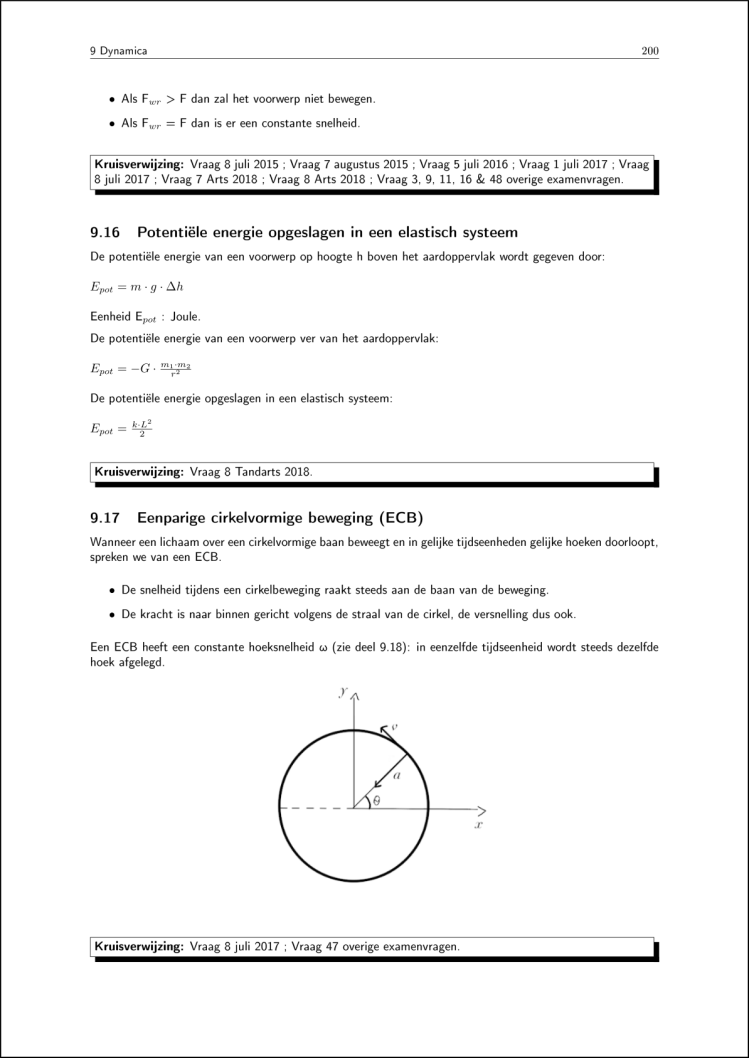 9 Dynamica 200
• Als F_{wr} > F dan zal het voorwerp niet bewegen.
• Als F_{wr} = F dan is er een constante snelheid.
Kruisverwijzing: Vraag 8 juli 2015 ; Vraag 7 augustus 2015 ; Vraag 5 juli 2016 ; Vraag 1 juli 2017 ; Vraag
8 juli 2017 ; Vraag 7 Arts 2018 ; Vraag 8 Arts 2018 ; Vraag 3, 9, 11, 16 & 48 overige examenvragen.
9.16 Potentiële energie opgeslagen in een elastisch systeem
De potentiële energie van een voorwerp op hoogte h boven het aardoppervlak wordt gegeven door:
E_{pot} = m · g · Δh
Eenheid E_{pot} : Joule.
De potentiële energie van een voorwerp ver van het aardoppervlak:
E_{pot} = −G · \frac{m_1·m_2}{r^2}
De potentiële energie opgeslagen in een elastisch systeem:
E_{pot} = \frac{k·L^2}{2}
Kruisverwijzing: Vraag 8 Tandarts 2018.
9.17 Eenparige cirkelvormige beweging (ECB)
Wanneer een lichaam over een cirkelvormige baan beweegt en in gelijke tijdseenheden gelijke hoeken doorloopt,
spreken we van een ECB.
• De snelheid tijdens een cirkelbeweging raakt steeds aan de baan van de beweging.
• De kracht is naar binnen gericht volgens de straal van de cirkel, de versnelling dus ook.
Een ECB heeft een constante hoeksnelheid ω (zie deel 9.18): in eenzelfde tijdseenheid wordt steeds dezelfde
hoek afgelegd.
y
v
a
θ
x
Kruisverwijzing: Vraag 8 juli 2017 ; Vraag 47 overige examenvragen.